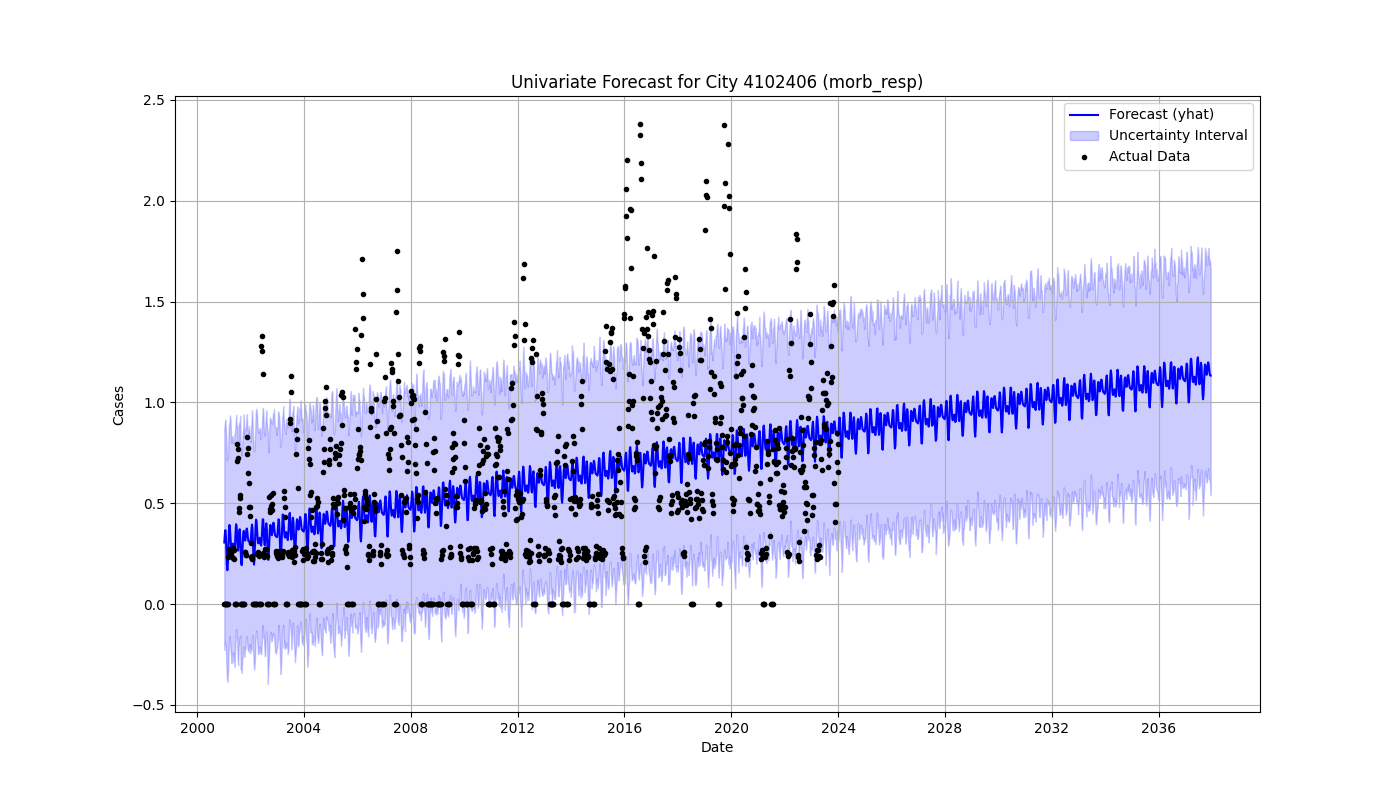 Univariate Forecast for City 4102406 (morb_resp)
Forecast (yhat)
Uncertainty Interval
Actual Data
2.5
2.0
1.5
1.0
0.5
0.0
−0.5
Cases
2000 2004 2008 2012 2016 2020 2024 2028 2032 2036
Date